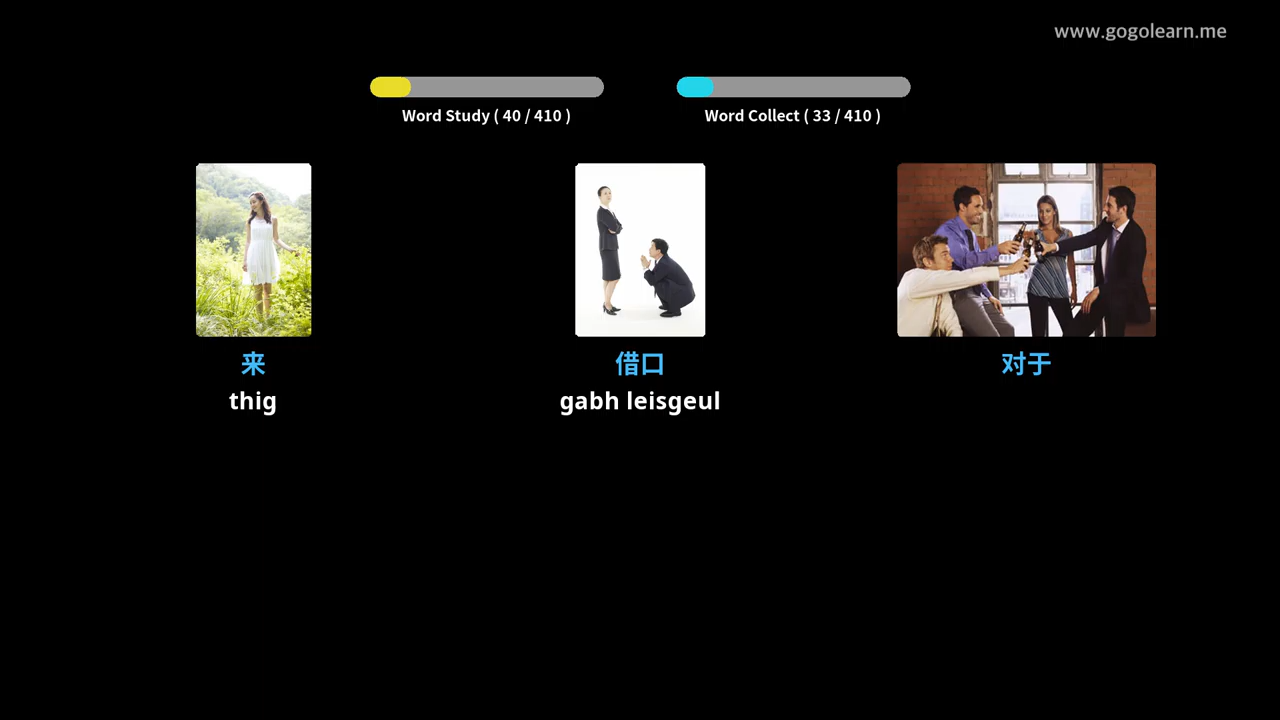 www.gogolearn.me
Word Study ( 40 / 410 )
Word Collect ( 33 / 410 )
来
thig
借口
gabh leisgeul
对于